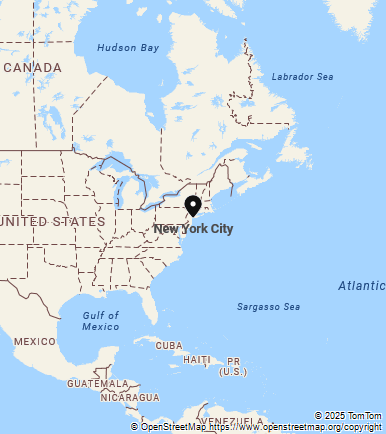 Hudson Bay
CANADA
Labrador Sea
UNITED STATES
New York City
Atlantic
Sargasso Sea
Gulf of
Mexico
MEXICO
CUBA
HAITI
PR
(U.S.)
GUATEMALA
NICARAGUA
VENEZUELA
© 2025 TomTom
© OpenStreetMap https://www.openstreetmap.org/copyright